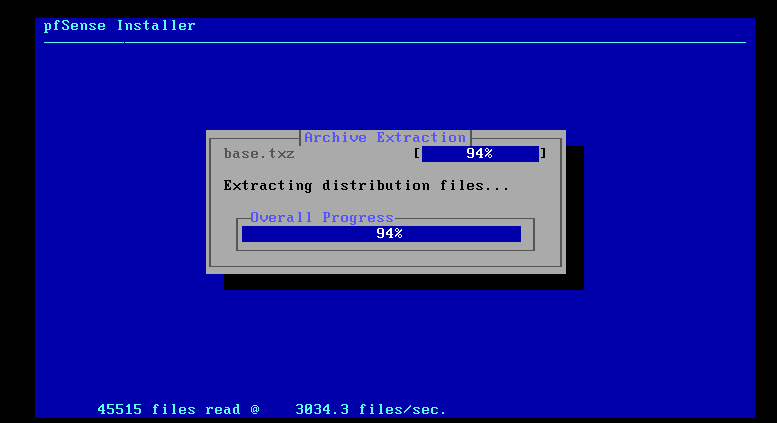 pfSense Installer
Archive Extraction
base.txz [ 94% ]
Extracting distribution files...
Overall Progress
94%
45515 files read @ 3034.3 files/sec.